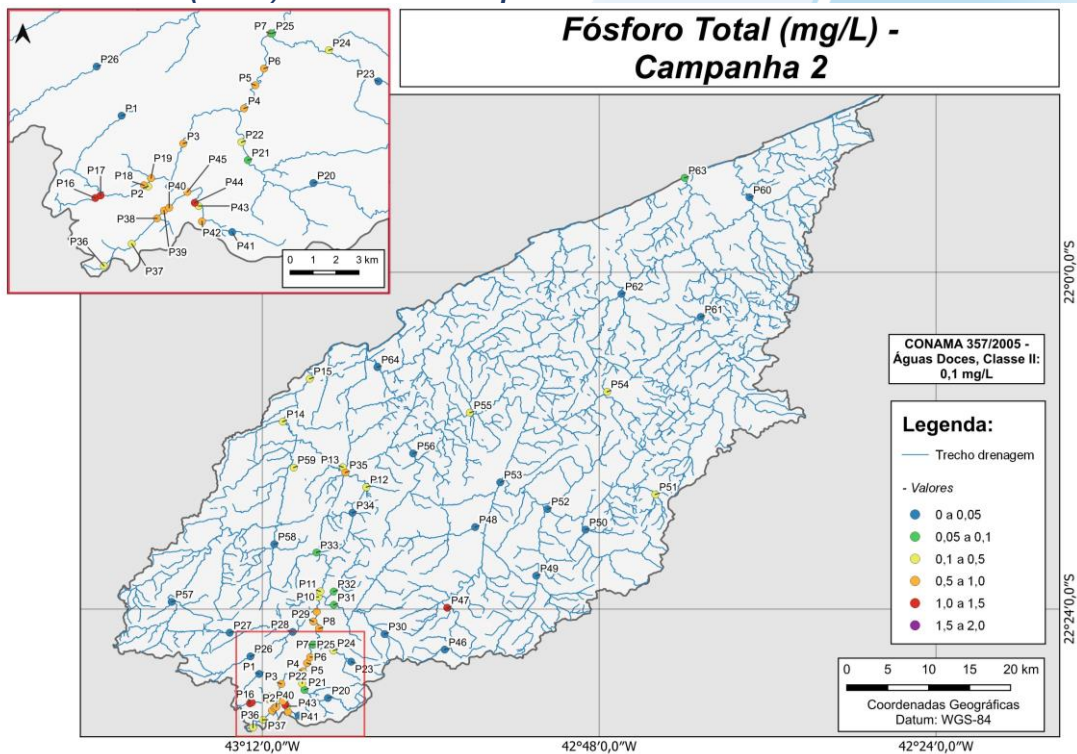 Fósforo Total (mg/L) -
Campanha 2
P7
P25
P24
P26
P6
P23
P5
P.1
P4
P3
P22
P21
P19
P45
P17
P18
P40
P44
P20
P16
P2
P43
P38
P42
P41
P36
P39
P37
0 1 2 3 km
P63
P60
22°0'0,0"S
P62
P61
CONAMA 357/2005 -
Águas Doces, Classe II:
0,1 mg/L
P64
P15
P54
P14
P55
P56
P59
P13
P35
P.12
P53
P51
P34
P52
P48
P50
P58
P33
P49
P11
P32
P10
P31
P57
P47
P29
P8
P27
P28
P30
22°24'0,0"S
P7
P25
P24
P46
P26
P6
P23
P1
P4
P5
P3
P22
P21
P20
P16
P2
P40
P43
P36
P41
P37
Legenda:
Trecho drenagem
- Valores
0 a 0,05
0,05 a 0,1
0,1 a 0,5
0,5 a 1,0
1,0 a 1,5
1,5 a 2,0
0 5 10 15 20 km
Coordenadas Geográficas
Datum: WGS-84
43°12'0,0"W
42°48'0,0"W
42°24'0,0"W